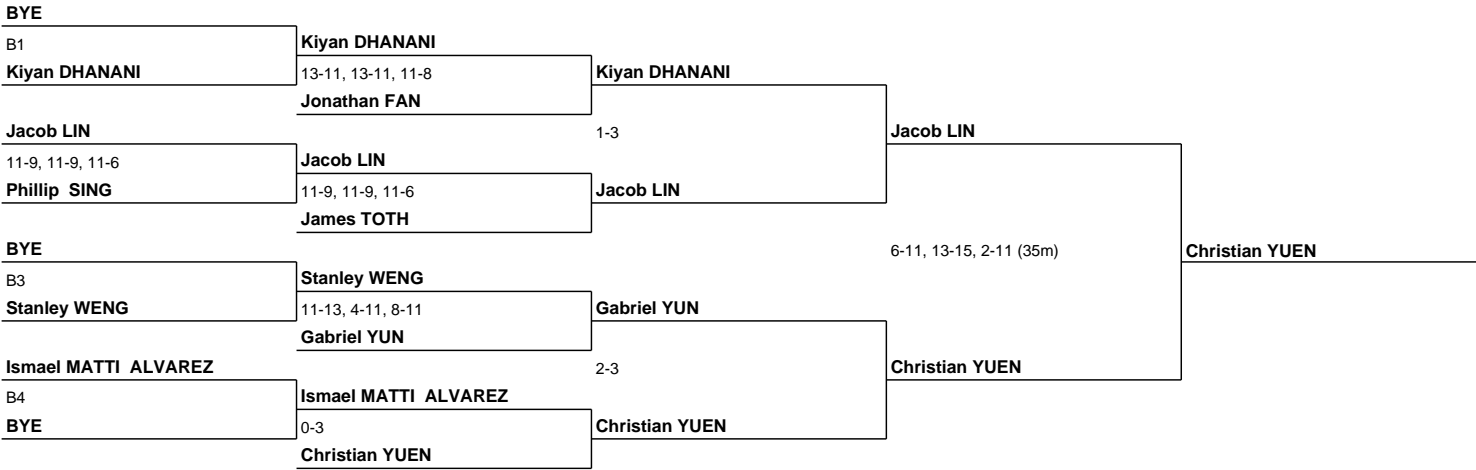 BYE
B1
Kiyan DHANANI
Kiyan DHANANI
13-11, 13-11, 11-8
Kiyan DHANANI
Jonathan FAN
Jacob LIN
1-3
Jacob LIN
11-9, 11-9, 11-6
Jacob LIN
Phillip  SING
11-9, 11-9, 11-6
Jacob LIN
James TOTH
BYE
6-11, 13-15, 2-11 (35m)
Christian YUEN
B3
Stanley WENG
Stanley WENG
11-13, 4-11, 8-11
Gabriel YUN
Gabriel YUN
Ismael MATTI  ALVAREZ
2-3
Christian YUEN
B4
Ismael MATTI  ALVAREZ
BYE
0-3
Christian YUEN
Christian YUEN